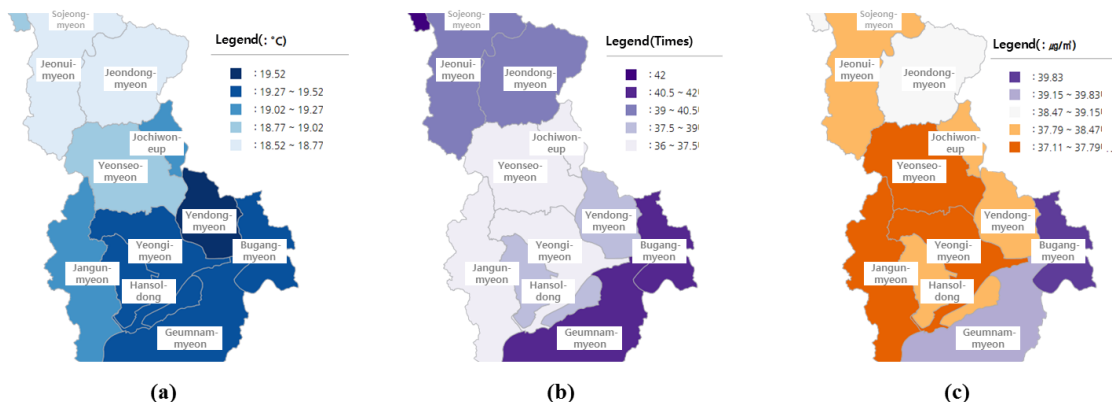 Sojeong-
myeon
Jeonui-
myeon
Jeondong-
myeon
Jochiwon-
eup
Yeonseo-
myeon
Yendong-
myeon
Yeongi-
myeon
Bugang-
myeon
Jangun-
myeon
Hansol-
dong
Geumnam-
myeon
Legend(: ℃)
: 19.52
: 19.27 ~ 19.52
: 19.02 ~ 19.27
: 18.77 ~ 19.02
: 18.52 ~ 18.77
(a)
Sojeong-
myeon
Jeonui-
myeon
Jeondong-
myeon
Jochiwon-
eup
Yeonseo-
myeon
Yendong-
myeon
Yeongi-
myeon
Bugang-
myeon
Jangun-
myeon
Hansol-
dong
Geumnam-
myeon
Legend(Times)
: 42
: 40.5 ~ 42
: 39 ~ 40.5
: 37.5 ~ 39
: 36 ~ 37.5
(b)
Sojeong-
myeon
Jeonui-
myeon
Jeondong-
myeon
Jochiwon-
eup
Yeonseo-
myeon
Yendong-
myeon
Yeongi-
myeon
Bugang-
myeon
Jangun-
myeon
Hansol-
dong
Geumnam-
myeon
Legend(: ㎍/㎥)
: 39.83
: 39.15 ~ 39.83
: 38.47 ~ 39.15
: 37.79 ~ 38.47
: 37.11 ~ 37.79
(c)